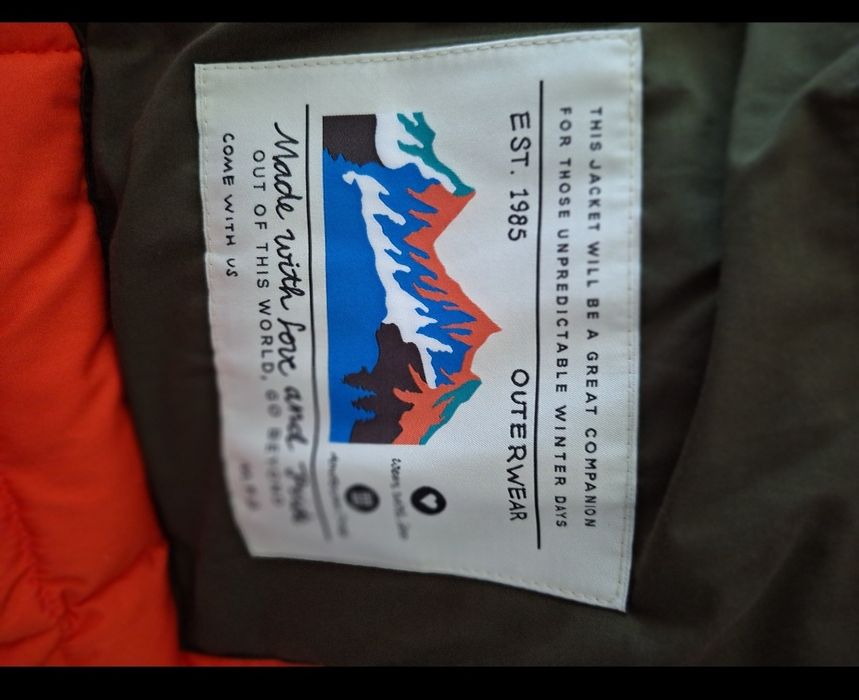 THIS JACKET WILL BE A GREAT COMPANION
FOR THOSE UNPREDICTABLE WINTER DAYS
EST. 1985
OUTERWEAR
Made with love and
OUT OF THIS WORLD, GO
COME WITH US